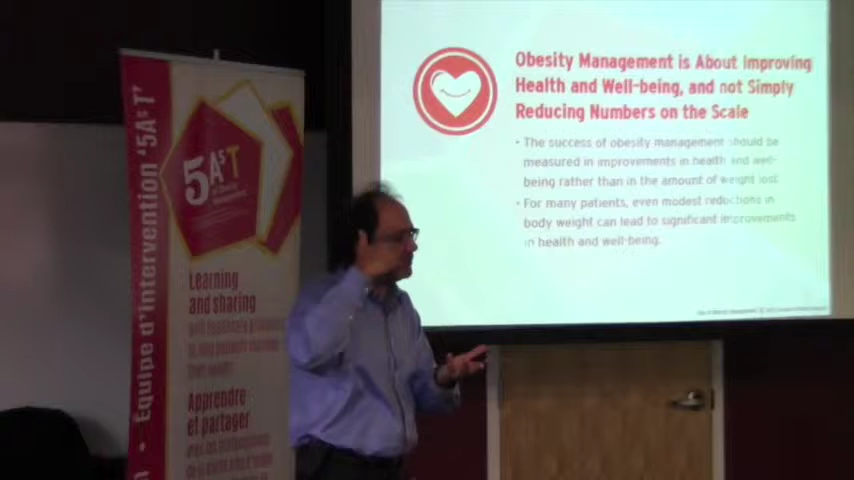 Obesity Management is About Improving
Health and Well-being, and not Simply
Reducing Numbers on the Scale
• The success of obesity management should be
measured in improvements in health and well-
being rather than in the amount of weight lost.
• For many patients, even modest reductions in
body weight can lead to significant improvements
in health and well-being.
• Équipe d'intervention '5AsT'
5AsT
Learning
and sharing
Apprendre
et partager